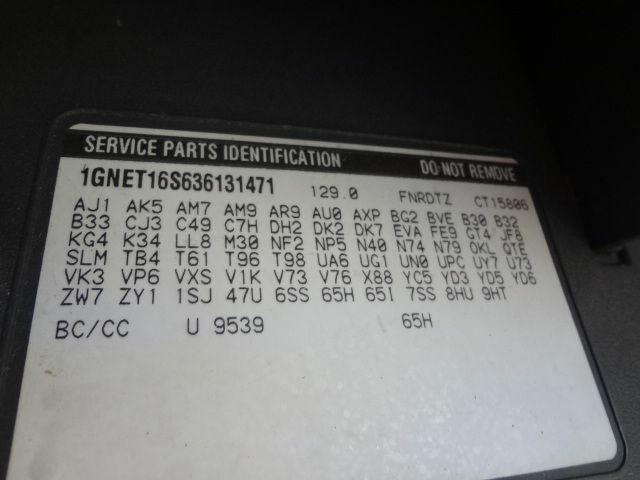 SERVICE PARTS IDENTIFICATION DO NOT REMOVE
1GNET16S636131471 129.0 FNRDTZ CT15806
AJ1 AK5 AM7 AM9 AR9 AU0 AXP BG2 BVE B30 B32
B33 CJ3 C49 C7H DH2 DK2 DK7 EVA FE9 GT4 JF8
KG4 K34 LL8 M30 NF2 NP5 N40 N74 N79 OKL QTE
SLM TB4 T61 T96 T98 UA6 UG1 UN0 UPC UY7 U73
VK3 VP6 VXS V1K V73 V76 X88 YC5 YD3 YD5 YD6
ZW7 ZY1 1SJ 47U 6SS 65H 65I 7SS 8HU 9HT
BC/CC U 9539 65H